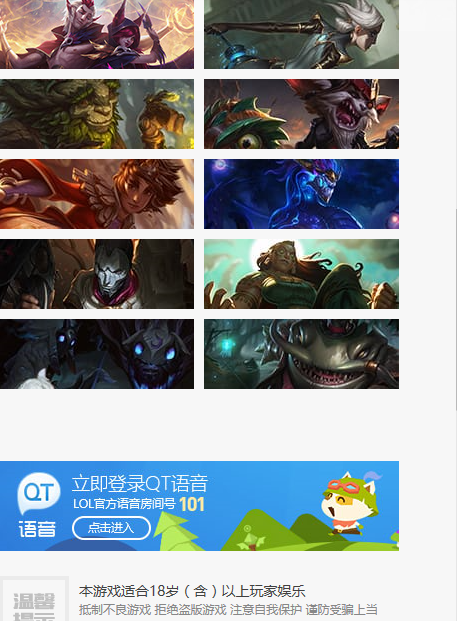 QT
语音
立即登录QT语音
LOL官方语音房间号 101
点击进入
温馨
提示
本游戏适合18岁（含）以上玩家娱乐
抵制不良游戏 拒绝盗版游戏 注意自我保护 谨防受骗上当